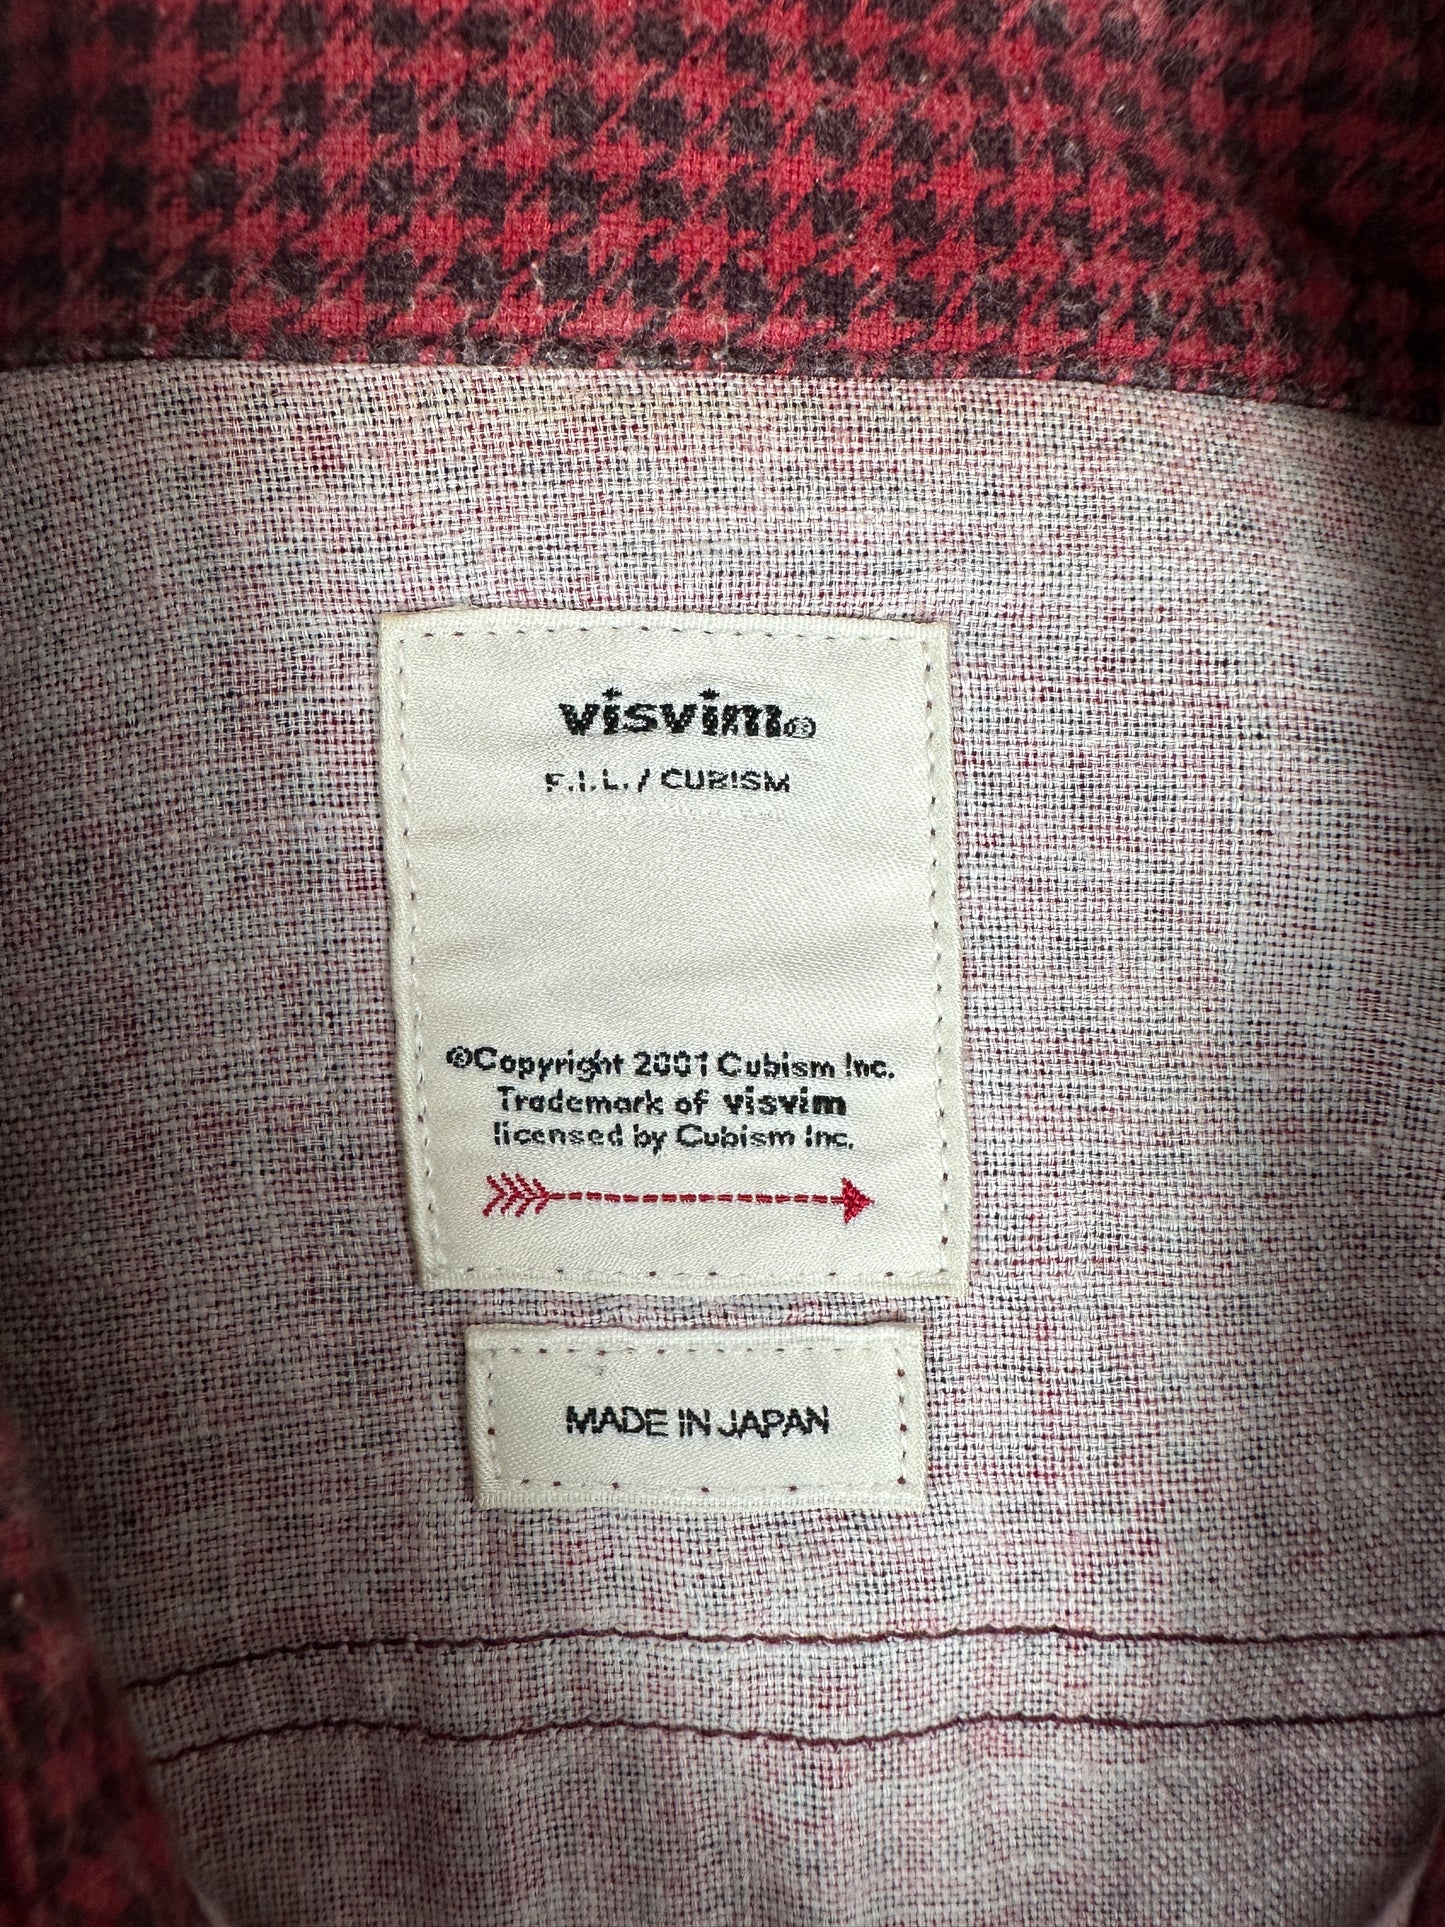 visvim®
F.I.L. / CUBISM
©Copyright 2001 Cubism Inc.
Trademark of visvim
licensed by Cubism Inc.
MADE IN JAPAN